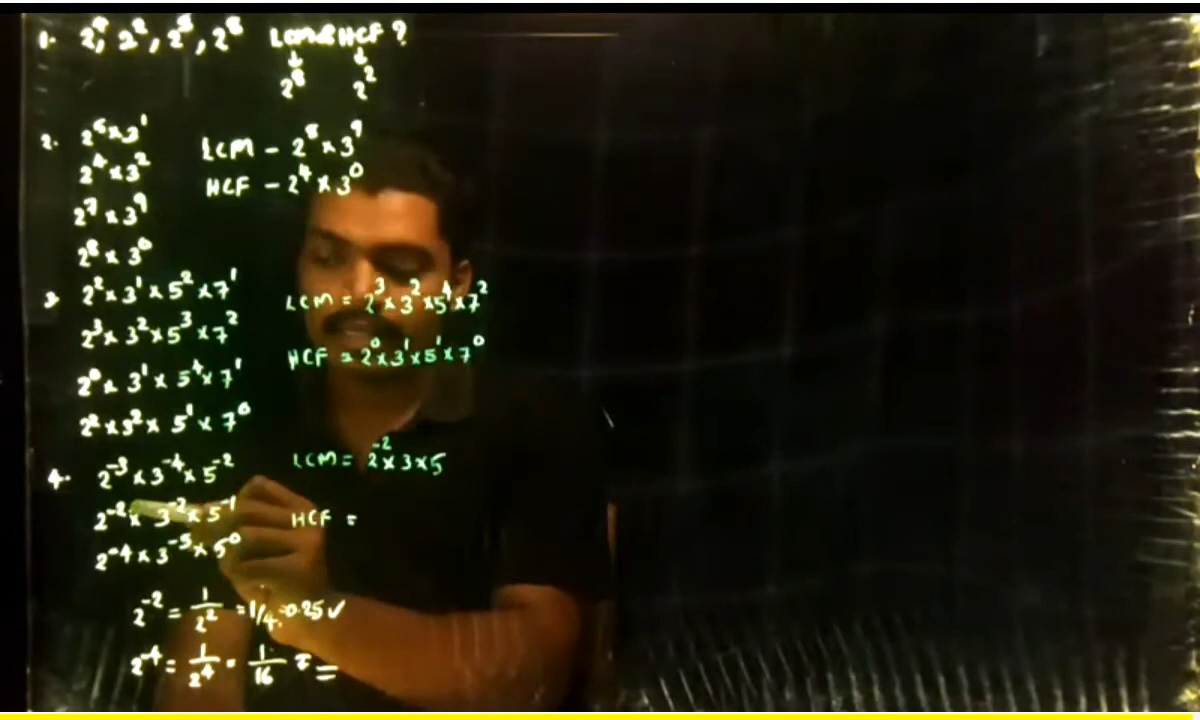 1. 2⁴, 2², 2⁵, 2⁸ LCM & HCF ?
↓ ↓
2⁸ 2²
2. 2⁶ × 3¹
LCM - 2⁸ × 3⁹
2⁴ × 3²
HCF - 2⁴ × 3⁰
2⁷ × 3⁹
2⁸ × 3⁰
3. 2² × 3¹ × 5² × 7¹
LCM = 2³ × 3² × 5⁴ × 7²
2³ × 3² × 5³ × 7²
HCF = 2⁰ × 3¹ × 5¹ × 7⁰
2⁰ × 3¹ × 5⁴ × 7¹
2² × 3² × 5¹ × 7⁰
4. 2⁻³ × 3⁻⁴ × 5⁻²
LCM = 2⁻² × 3 × 5
2⁻² × 3⁻² × 5⁻¹
HCF =
2⁻⁴ × 3⁻⁵ × 5⁰
2⁻² = 1/2² = 1/4 = 0.25 ✓
2⁻⁴ = 1/2⁴ = 1/16 =